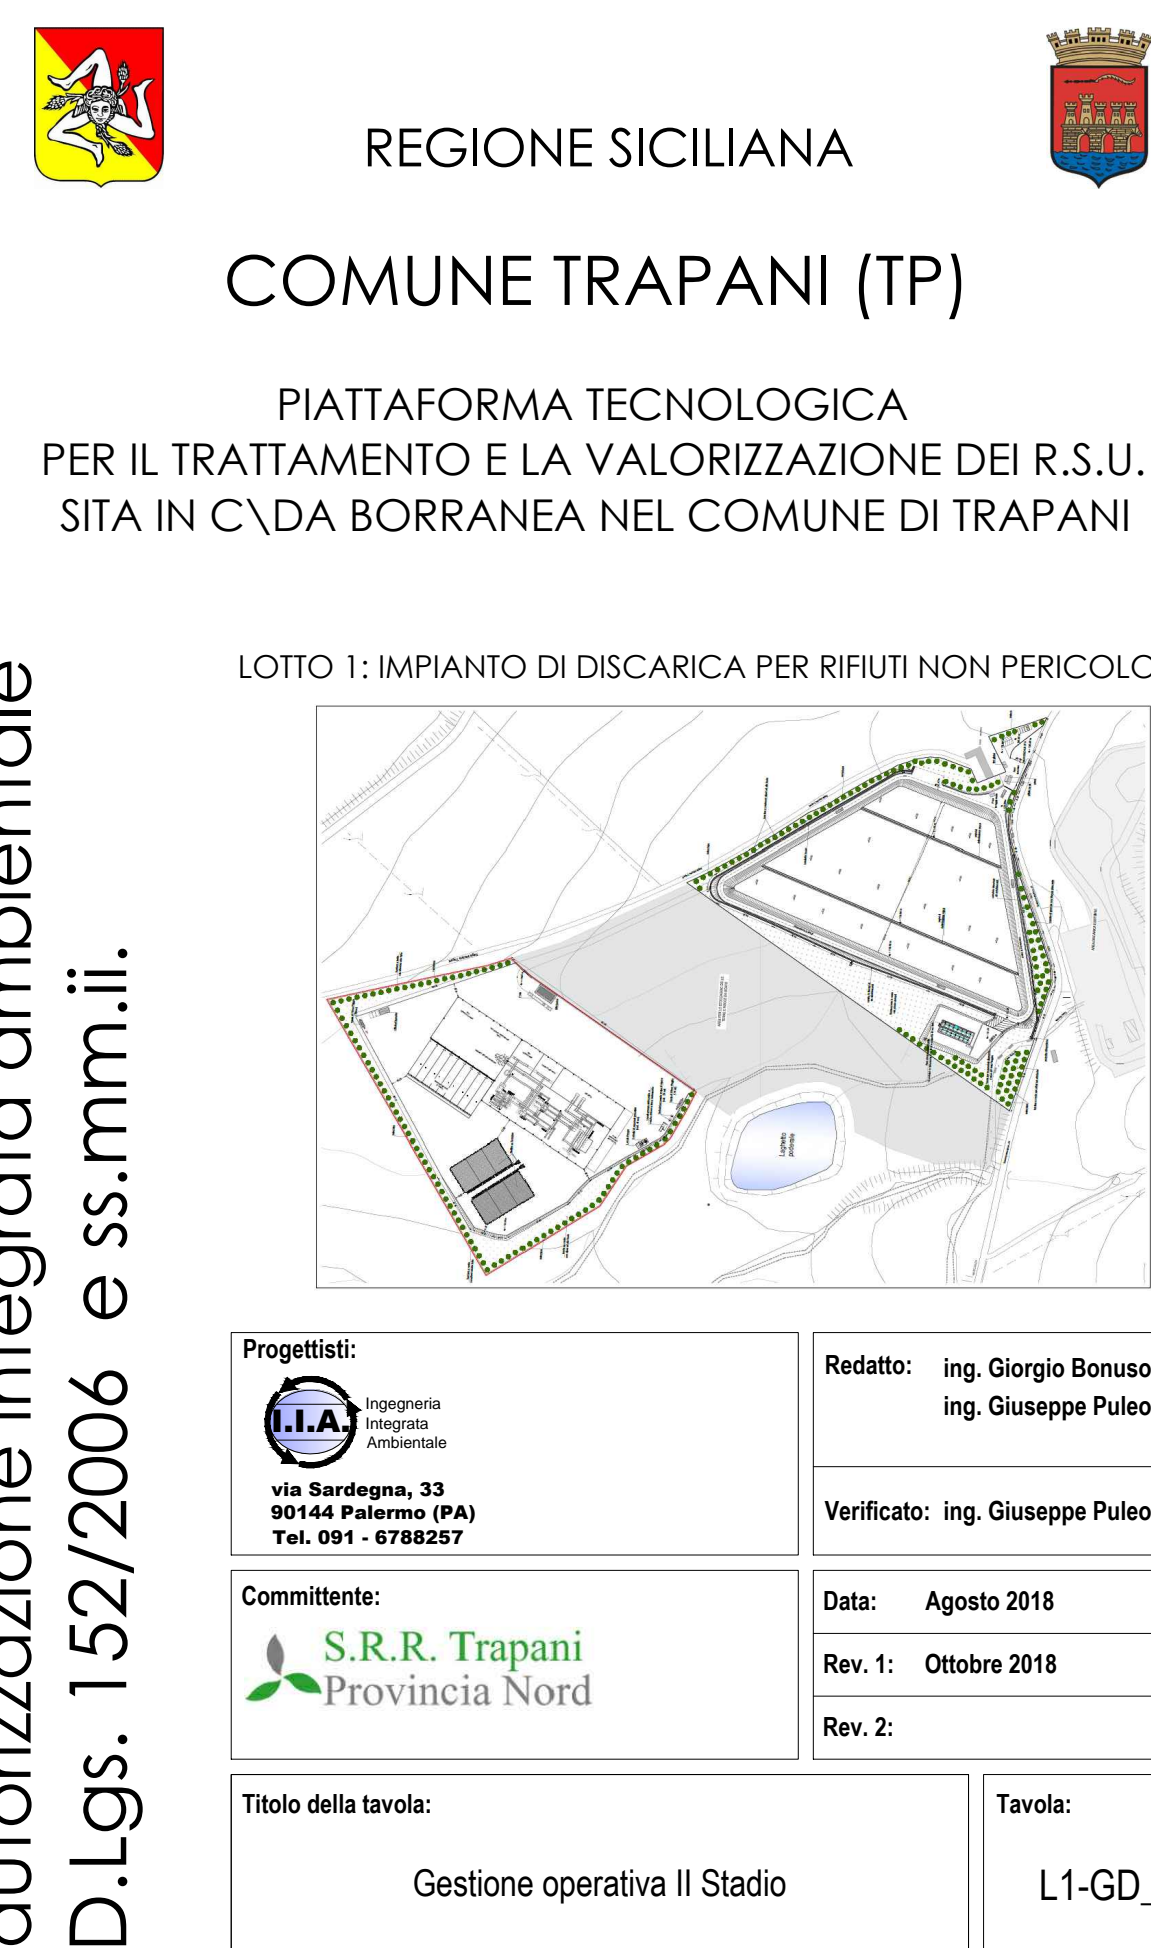 REGIONE SICILIANA
COMUNE TRAPANI (TP)
PIATTAFORMA TECNOLOGICA
PER IL TRATTAMENTO E LA VALORIZZAZIONE DEI R.S.U.
SITA IN C\DA BORRANEA NEL COMUNE DI TRAPANI
autorizzazione integrata ambientale
D.Lgs. 152/2006 e ss.mm.ii.
LOTTO 1: IMPIANTO DI DISCARICA PER RIFIUTI NON PERICOLO
Laghetto
poderale
Progettisti:
I.I.A.
Ingegneria
Integrata
Ambientale
via Sardegna, 33
90144 Palermo (PA)
Tel. 091 - 6788257
Redatto: ing. Giorgio Bonuso
ing. Giuseppe Puleo
Verificato: ing. Giuseppe Puleo
Committente:
S.R.R. Trapani
Provincia Nord
Data: Agosto 2018
Rev. 1: Ottobre 2018
Rev. 2:
Titolo della tavola:
Gestione operativa II Stadio
Tavola:
L1-GD_